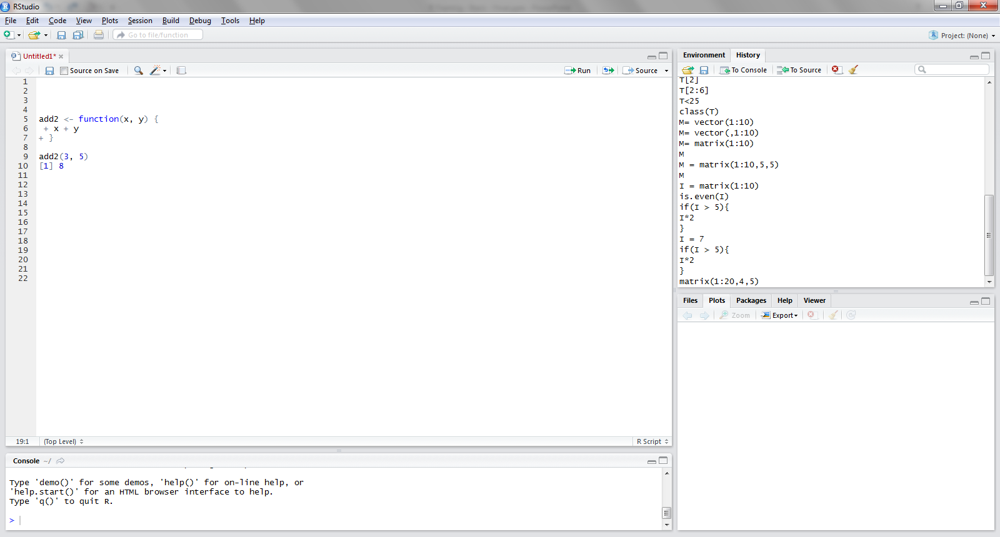 RStudio
File Edit Code View Plots Session Build Debug Tools Help
Go to file/function
Project: (None)
Untitled1*
Source on Save
Run
Source
1
2
3
4
5 add2 <- function(x, y) {
6 + x + y
7 + }
8
9 add2(3, 5)
10 [1] 8
11
12
13
14
15
16
17
18
19
20
21
22
19:1 (Top Level)
R Script
Console ~/
Type 'demo()' for some demos, 'help()' for on-line help, or
'help.start()' for an HTML browser interface to help.
Type 'q()' to quit R.
>
Environment History
To Console To Source
T[2]
T[2:6]
T<25
class(T)
M= vector(1:10)
M= vector(,1:10)
M= matrix(1:10)
M
M = matrix(1:10,5,5)
M
I = matrix(1:10)
is.even(I)
if(I > 5){
I*2
}
I = 7
if(I > 5){
I*2
}
matrix(1:20,4,5)
Files Plots Packages Help Viewer
Zoom Export